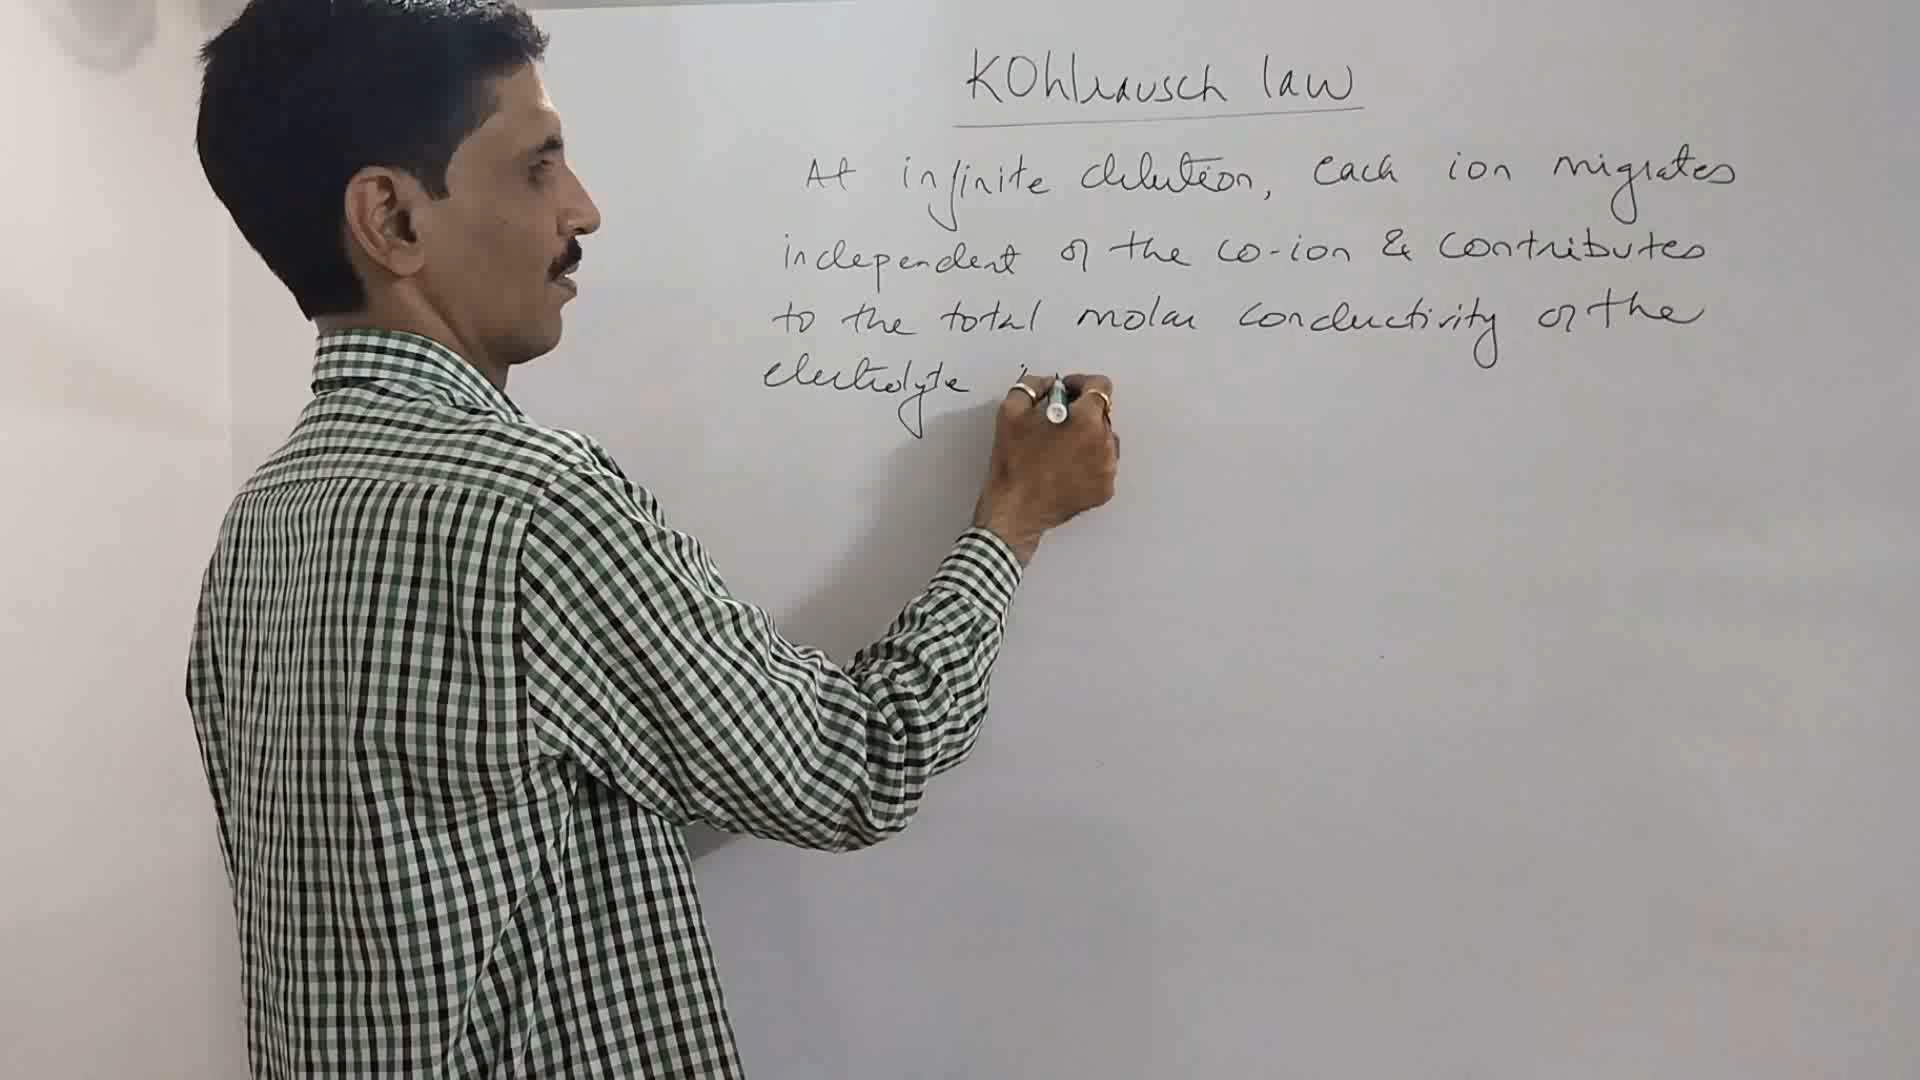 KOhlrausch law
At infinite dilution, each ion migrates
independent of the co-ion & contributes
to the total molar conductivity of the
electrolyte